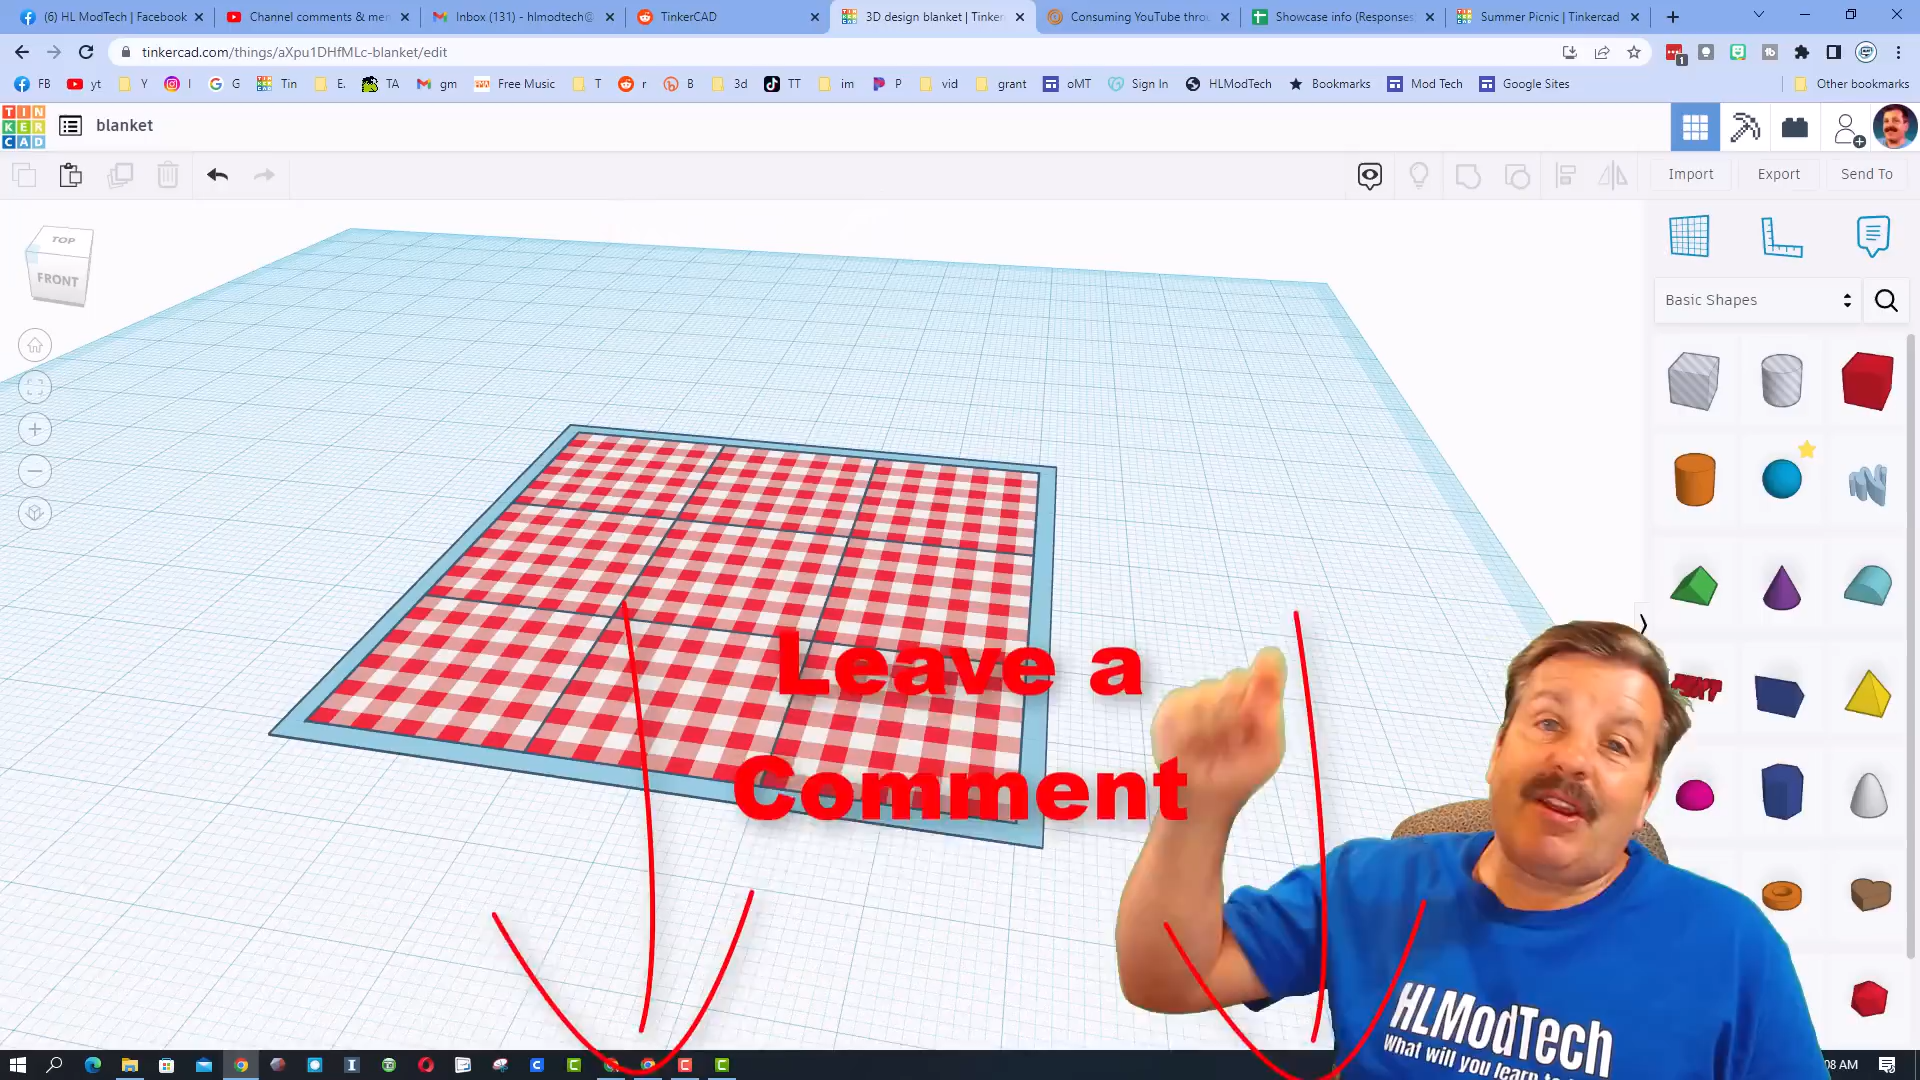 (6) HL ModTech | Facebook
Channel comments & me
Inbox (131) - hlmodtech@
TinkerCAD
3D design blanket | Tinker
Consuming YouTube thro
Showcase info (Responses
Summer Picnic | Tinkercad
tinkercad.com/things/aXpu1DHfMLc-blanket/edit
1
FB
yt
Y
I
G
Tin
E.
TA
gm
Free Music
T
r
B
3d
TT
im
P
vid
grant
oMT
Sign In
HLModTech
Bookmarks
Mod Tech
Google Sites
Other bookmarks
TIN
KER
CAD
blanket
Import
Export
Send To
TOP
FRONT
Basic Shapes
Leave a
Comment
HLModTech
What will you learn
:08 AM